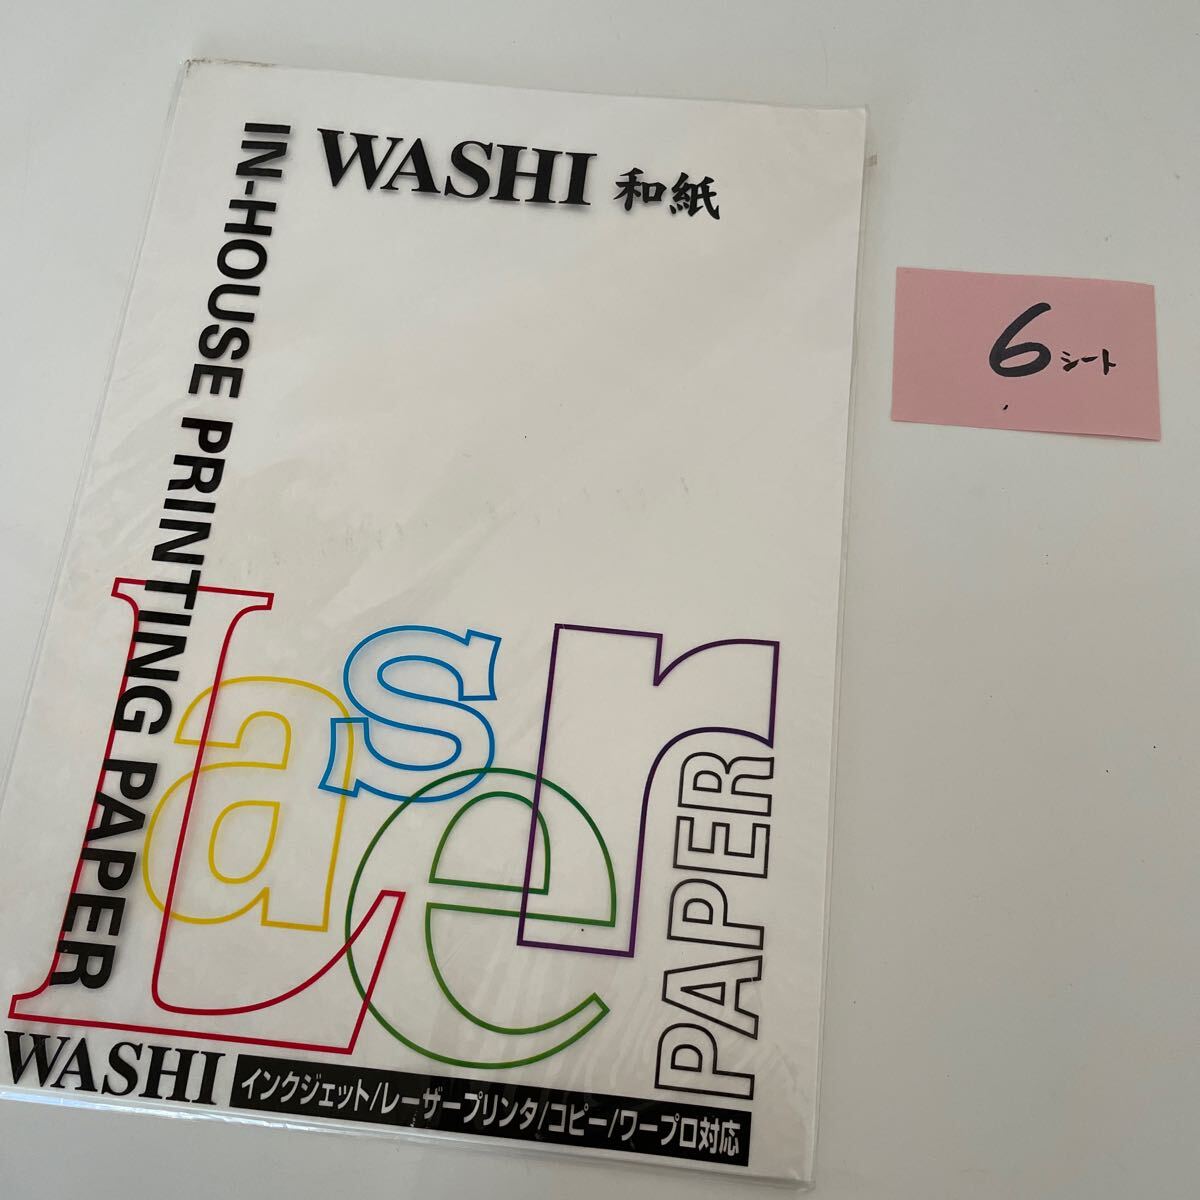 WASHI 和紙
IN-HOUSE PRINTING PAPER
Laser
PAPER
WASHI
インクジェット/レーザープリンタ/コピー/ワープロ対応
6シート